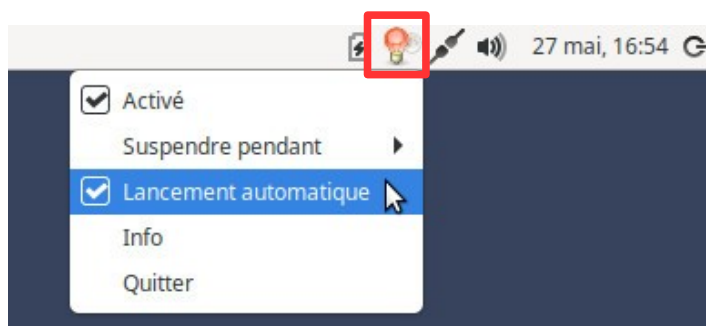 27 mai, 16:54
Activé
Suspendre pendant
Lancement automatique
Info
Quitter